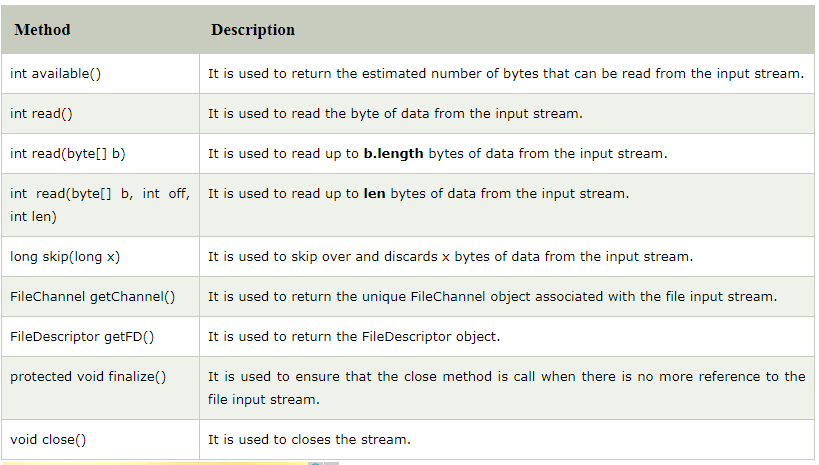 Method Description
int available() It is used to return the estimated number of bytes that can be read from the input stream.
int read() It is used to read the byte of data from the input stream.
int read(byte[] b) It is used to read up to b.length bytes of data from the input stream.
int read(byte[] b, int off, It is used to read up to len bytes of data from the input stream.
int len)
long skip(long x) It is used to skip over and discards x bytes of data from the input stream.
FileChannel getChannel() It is used to return the unique FileChannel object associated with the file input stream.
FileDescriptor getFD() It is used to return the FileDescriptor object.
protected void finalize() It is used to ensure that the close method is call when there is no more reference to the
file input stream.
void close() It is used to closes the stream.